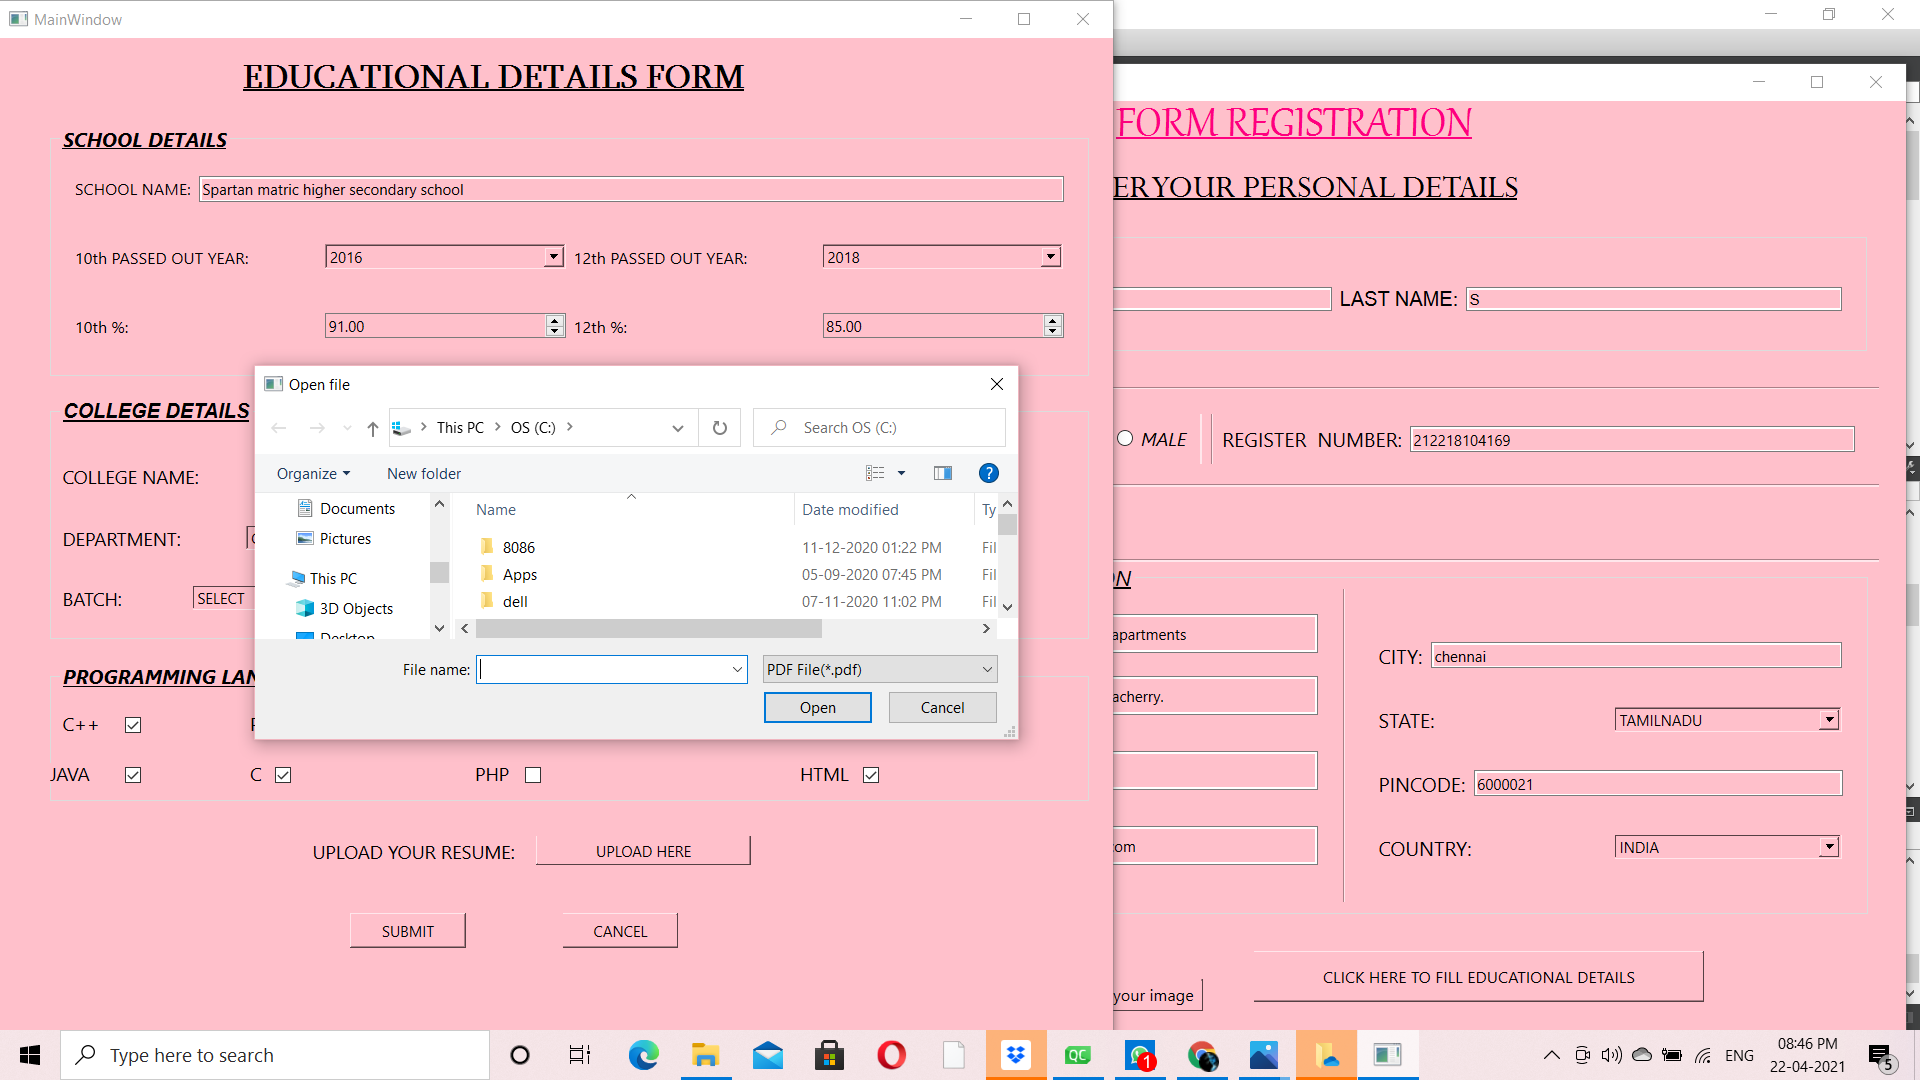 MainWindow
EDUCATIONAL DETAILS FORM
SCHOOL DETAILS
SCHOOL NAME: Spartan matric higher secondary school
10th PASSED OUT YEAR: 2016 12th PASSED OUT YEAR: 2018
10th %: 91.00 12th %: 85.00
COLLEGE DETAILS
COLLEGE NAME:
DEPARTMENT:
BATCH: SELECT
PROGRAMMING LAN
C++
JAVA C PHP HTML
UPLOAD YOUR RESUME: UPLOAD HERE
SUBMIT CANCEL
Open file
This PC OS (C:) Search OS (C:)
Organize New folder
Documents
Pictures
This PC
3D Objects
Desktop
Name Date modified Ty
8086 11-12-2020 01:22 PM Fil
Apps 05-09-2020 07:45 PM Fil
dell 07-11-2020 11:02 PM Fil
File name: PDF File(*.pdf)
Open Cancel
FORM REGISTRATION
ER YOUR PERSONAL DETAILS
LAST NAME: S
MALE REGISTER NUMBER: 212218104169
ON
apartments
acherry.
com
CITY: chennai
STATE: TAMILNADU
PINCODE: 6000021
COUNTRY: INDIA
your image
CLICK HERE TO FILL EDUCATIONAL DETAILS
Type here to search
QC
1
ENG
08:46 PM
22-04-2021
5